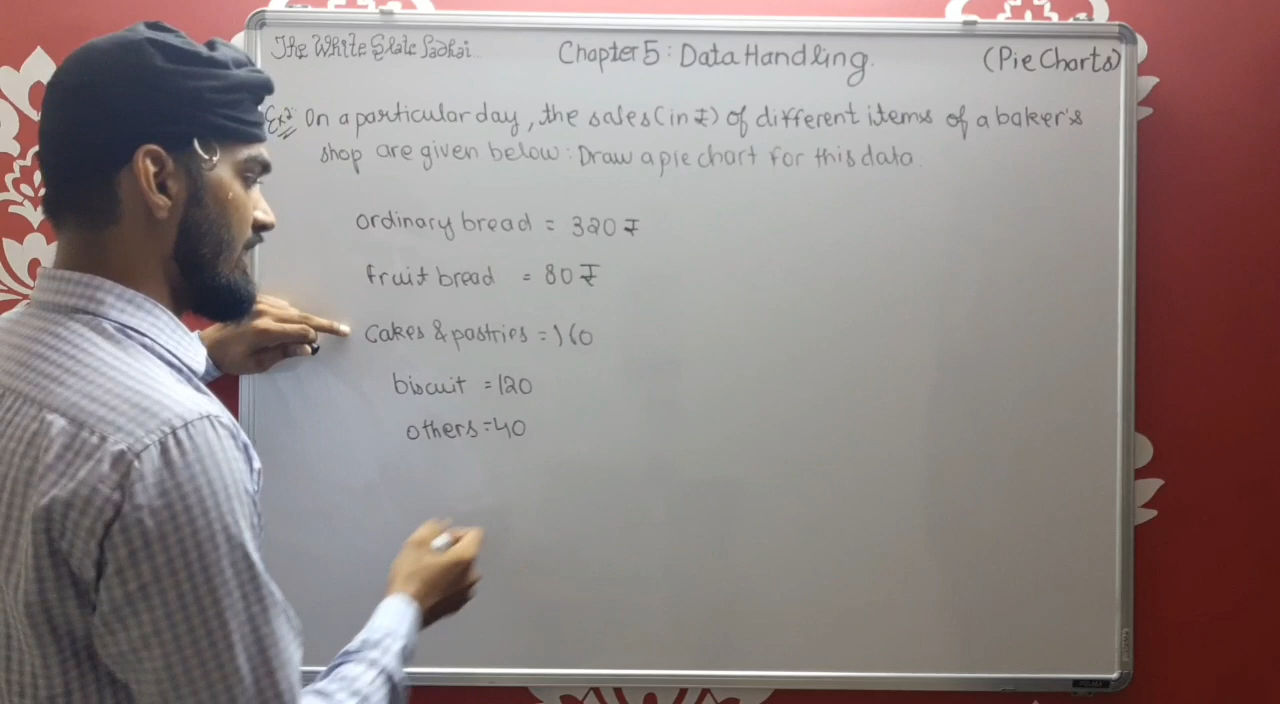 The White Slate Padhai
Chapter 5: Data Handling
(Pie Charts)
Ex2: On a particular day, the sales (in ₹) of different items of a baker's
shop are given below: Draw a pie chart for this data.
ordinary bread = 320 ₹
fruit bread = 80 ₹
Cakes & pastries = 160
biscuit = 120
others = 40